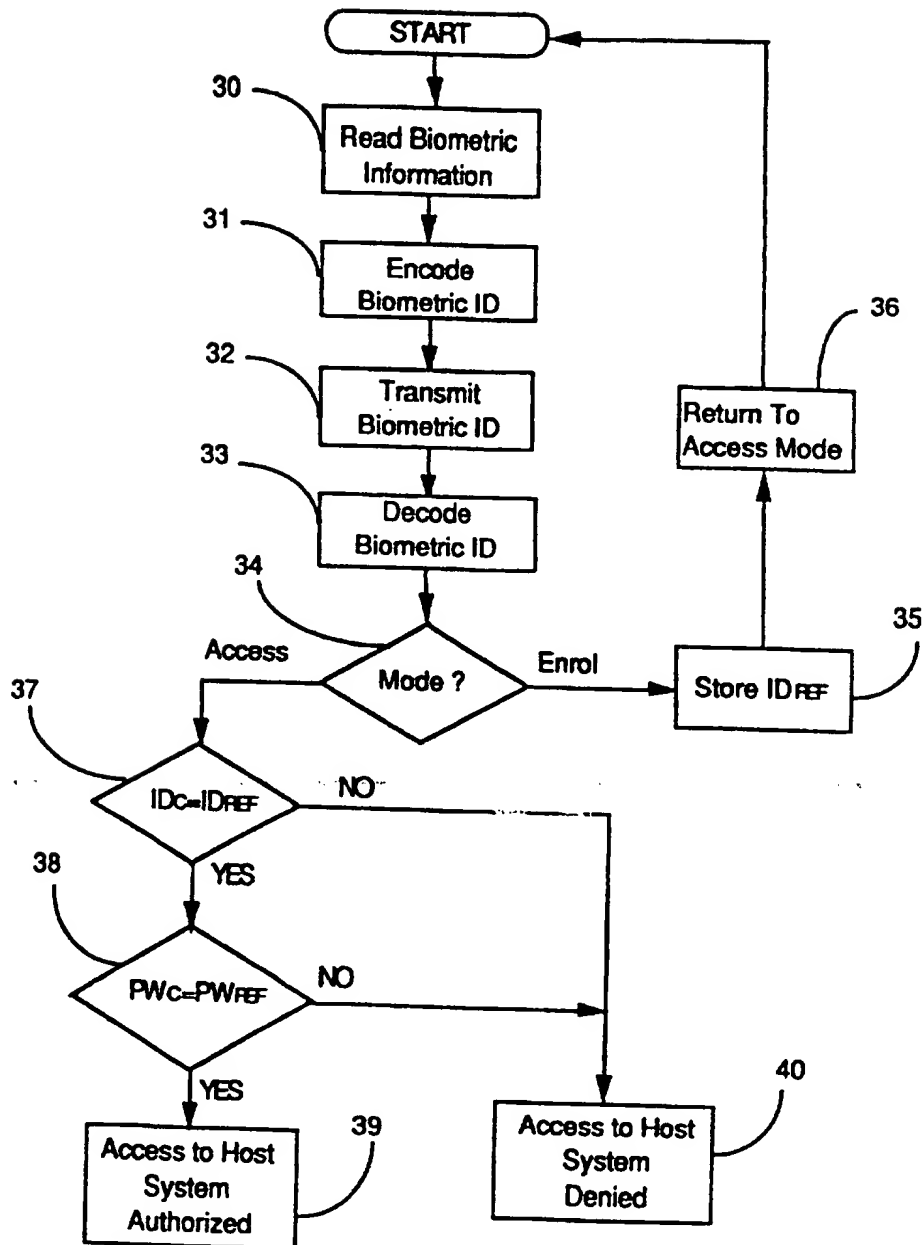 START
30
Read Biometric
Information
31
Encode
Biometric ID
32
Transmit
Biometric ID
33
Decode
Biometric ID
34
Mode ?
Access
Enrol
36
Return To
Access Mode
35
Store IDREF
37
IDC=IDREF
NO
YES
38
PWC=PWREF
NO
YES
39
Access to Host
System
Authorized
40
Access to Host
System
Denied